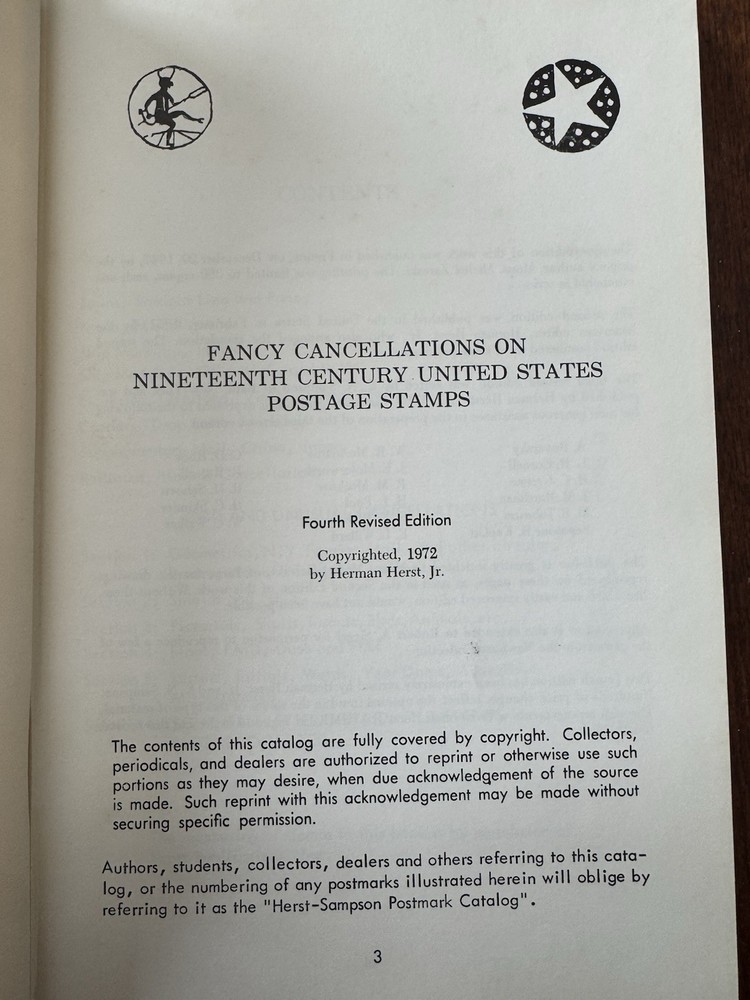 FANCY CANCELLATIONS ON
NINETEENTH CENTURY UNITED STATES
POSTAGE STAMPS
Fourth Revised Edition
Copyrighted, 1972
by Herman Herst, Jr.
The contents of this catalog are fully covered by copyright. Collectors,
periodicals, and dealers are authorized to reprint or otherwise use such
portions as they may desire, when due acknowledgement of the source
is made. Such reprint with this acknowledgement may be made without
securing specific permission.
Authors, students, collectors, dealers and others referring to this cata-
log, or the numbering of any postmarks illustrated herein will oblige by
referring to it as the "Herst-Sampson Postmark Catalog".
3